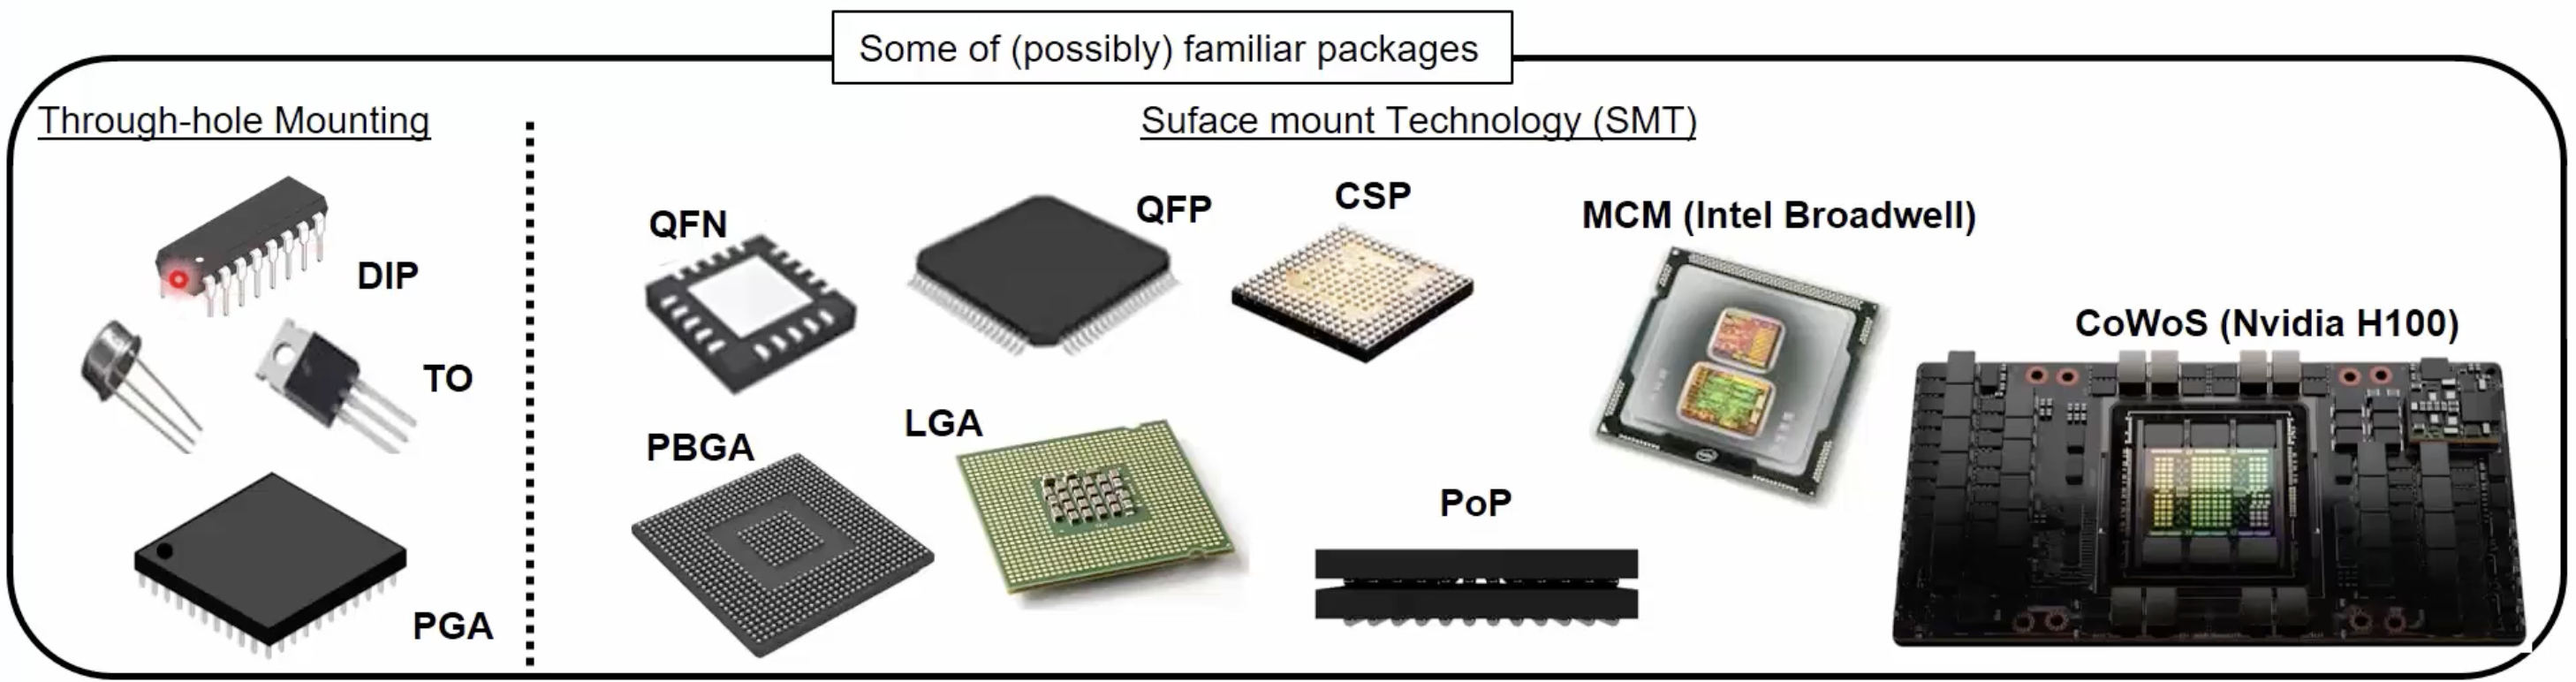 Some of (possibly) familiar packages
Through-hole Mounting
Suface mount Technology (SMT)
DIP
TO
PGA
QFN
QFP
CSP
MCM (Intel Broadwell)
CoWoS (Nvidia H100)
PBGA
LGA
PoP